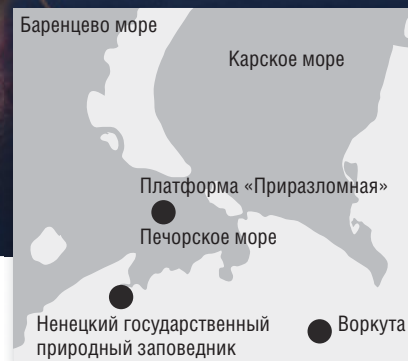 Баренцево море
Карское море
Платформа «Приразломная»
Печорское море
Ненецкий государственный
природный заповедник
Воркута